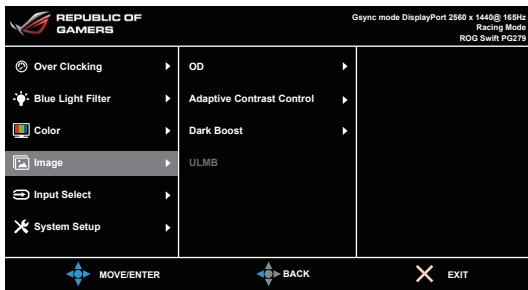 REPUBLIC OF
GAMERS
Gsync mode DisplayPort 2560 x 1440@ 165Hz
Racing Mode
ROG Swift PG279
Over Clocking
Blue Light Filter
Color
Image
Input Select
System Setup
OD
Adaptive Contrast Control
Dark Boost
ULMB
MOVE/ENTER
BACK
EXIT